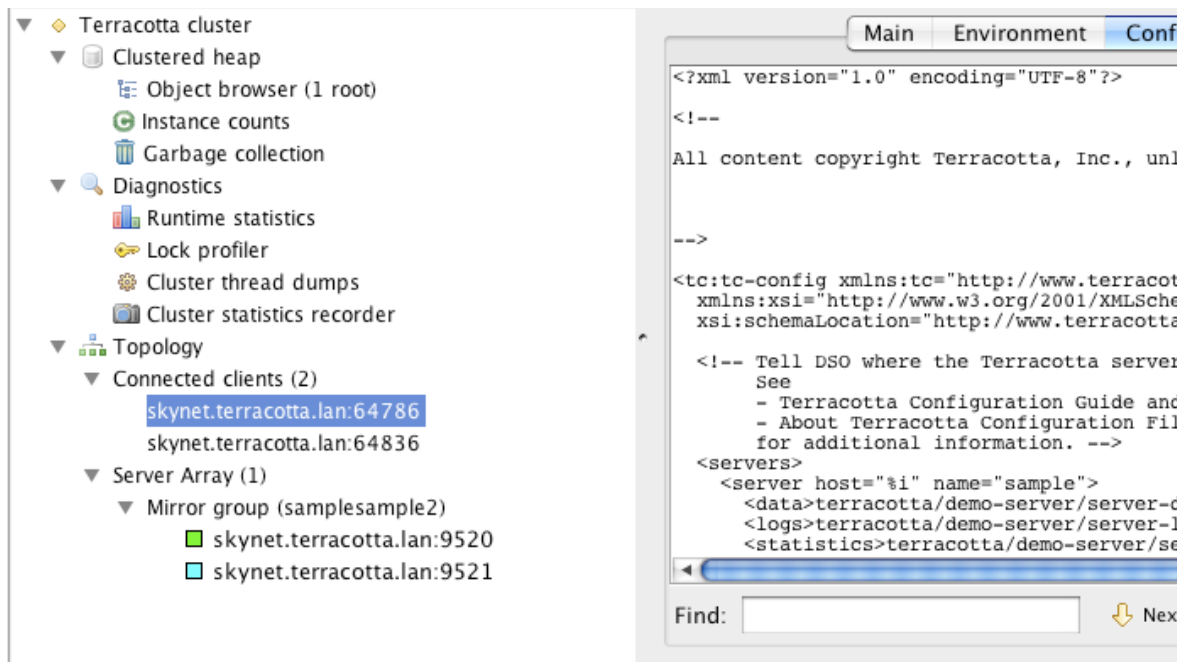 Terracotta cluster
Clustered heap
Object browser (1 root)
Instance counts
Garbage collection
Diagnostics
Runtime statistics
Lock profiler
Cluster thread dumps
Cluster statistics recorder
Topology
Connected clients (2)
skynet.terracotta.lan:64786
skynet.terracotta.lan:64836
Server Array (1)
Mirror group (samplesample2)
skynet.terracotta.lan:9520
skynet.terracotta.lan:9521
Main Environment Conf
<?xml version="1.0" encoding="UTF-8"?>
<!--
All content copyright Terracotta, Inc., unl
-->
<tc:tc-config xmlns:tc="http://www.terracot
xmlns:xsi="http://www.w3.org/2001/XMLSche
xsi:schemaLocation="http://www.terracotta
<!-- Tell DSO where the Terracotta server
See
- Terracotta Configuration Guide and
- About Terracotta Configuration Fil
for additional information. -->
<servers>
<server host="%i" name="sample">
<data>terracotta/demo-server/server-d
<logs>terracotta/demo-server/server-l
<statistics>terracotta/demo-server/se
Find: Nex